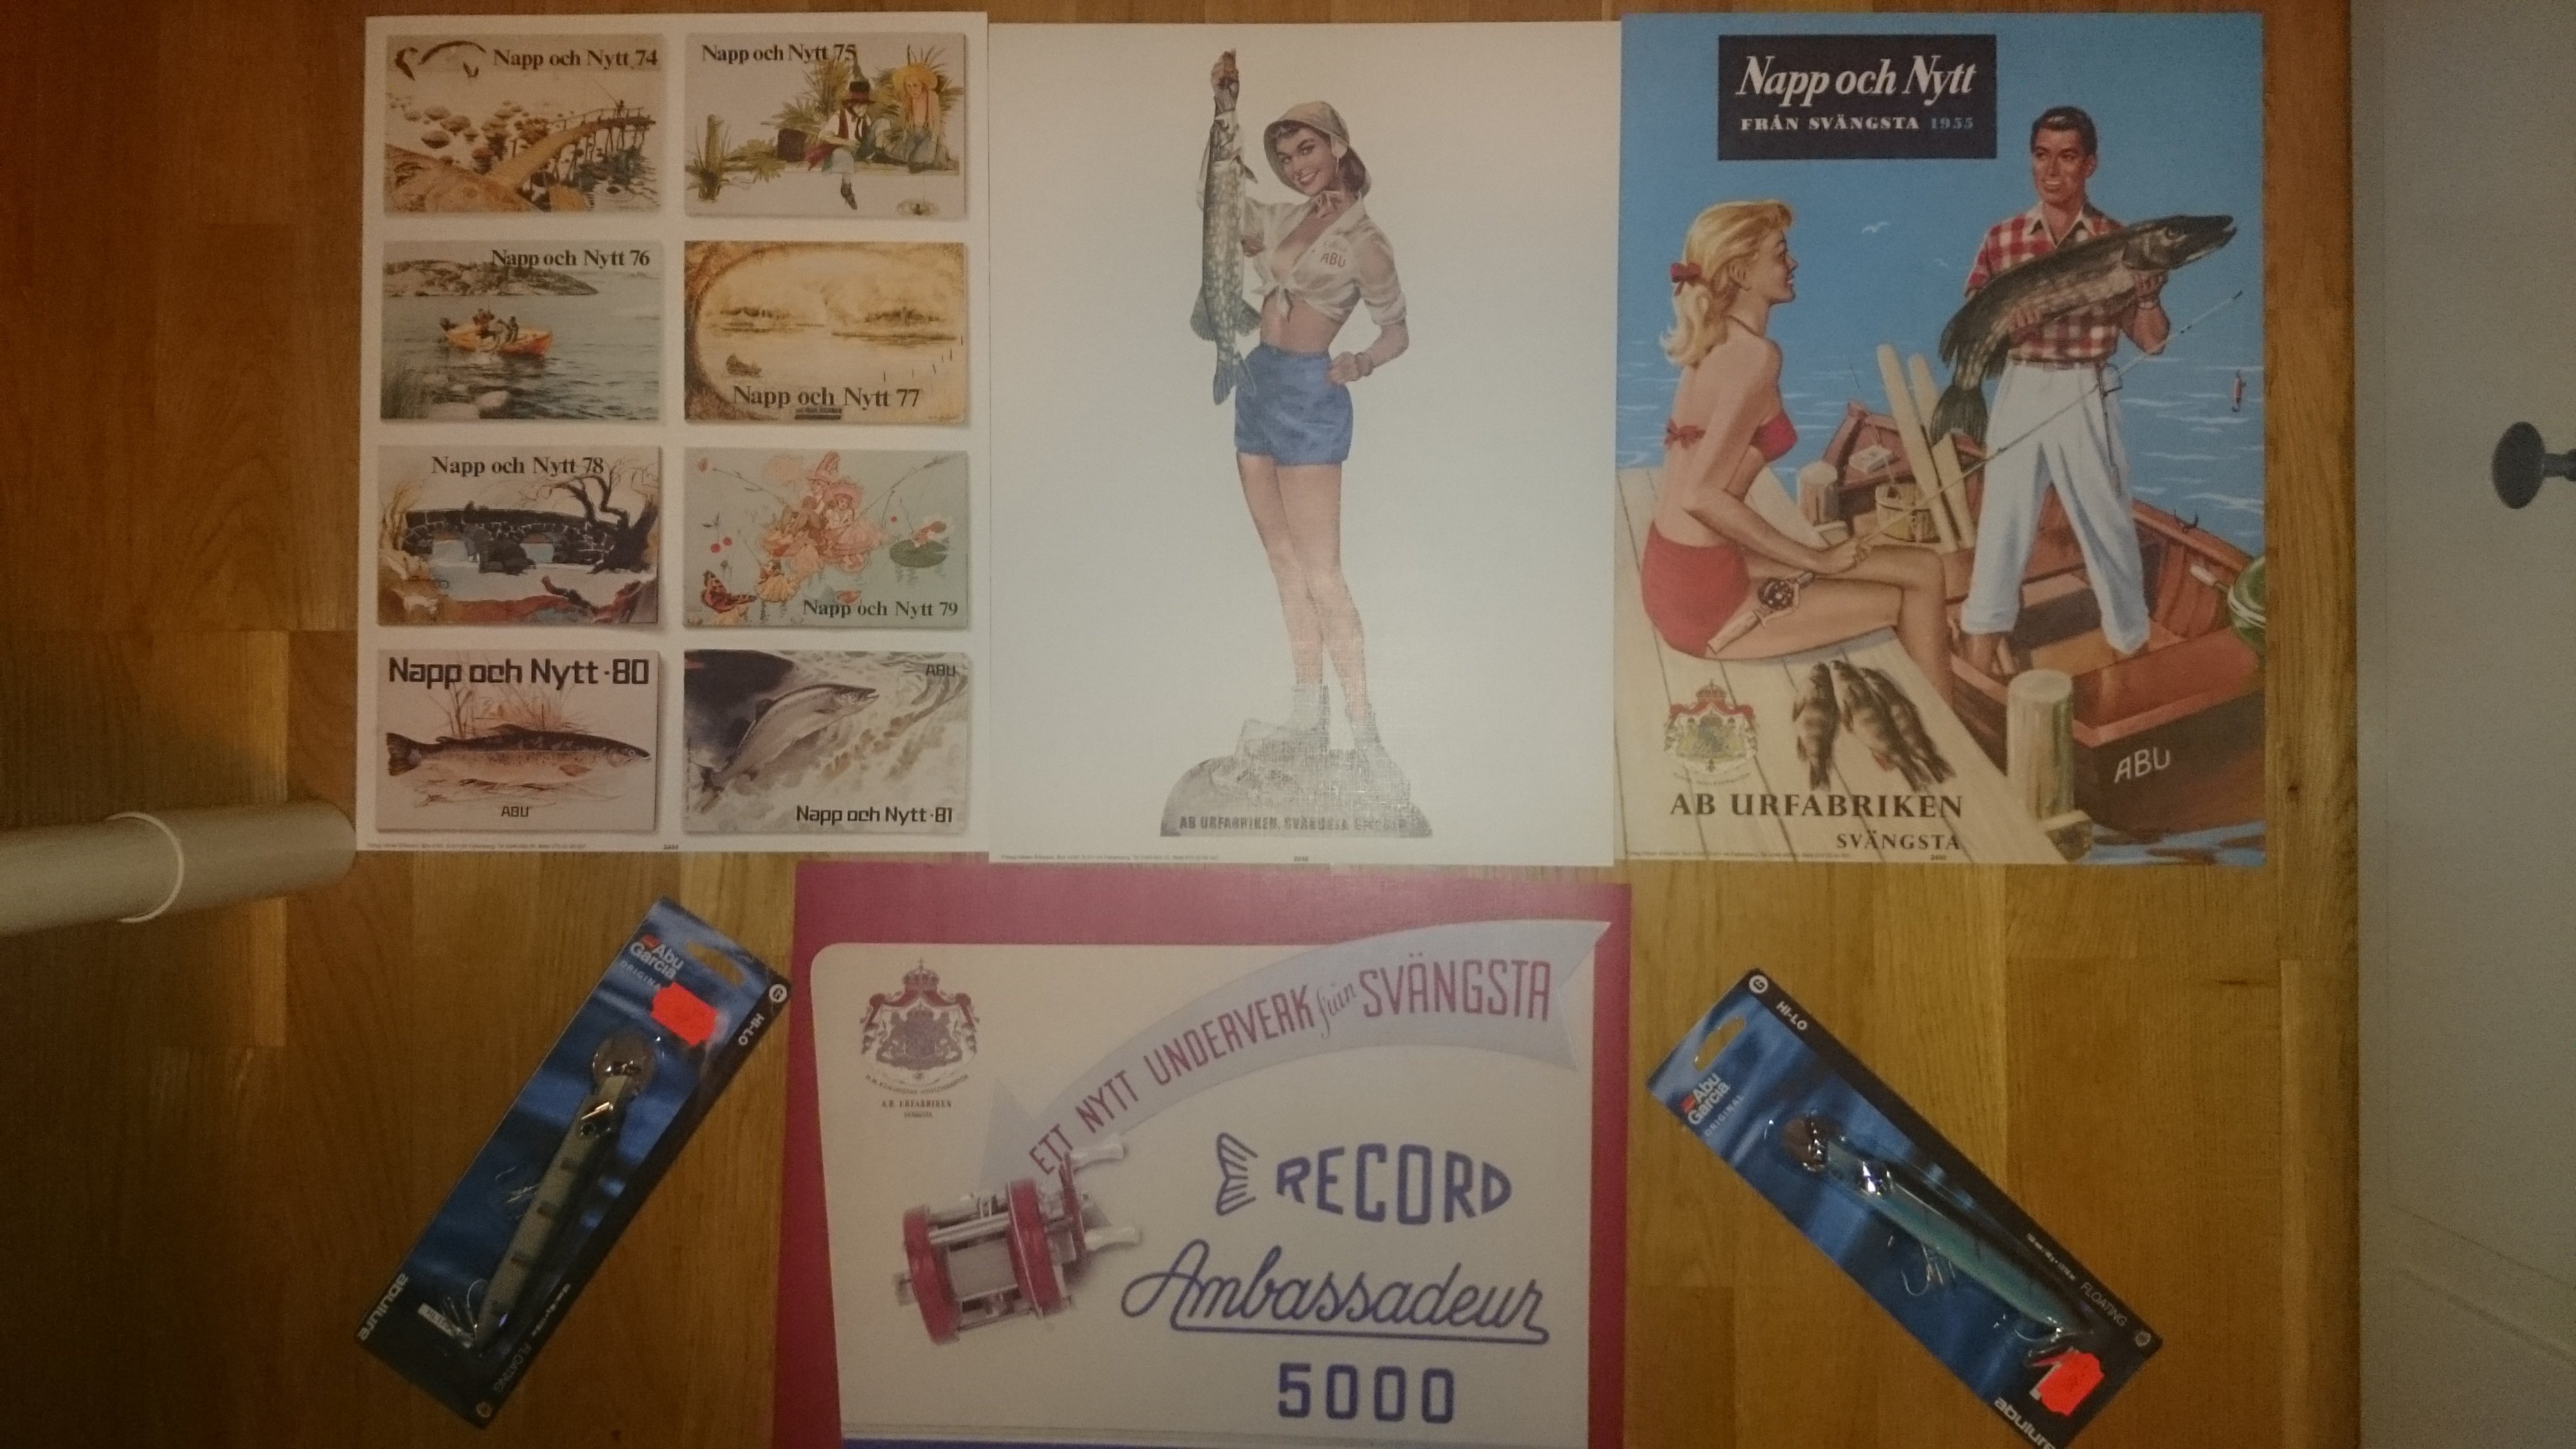 Napp och Nytt 74
Napp och Nytt 75
Napp och Nytt 76
Napp och Nytt 77
Napp och Nytt 78
Napp och Nytt 79
Napp och Nytt·80
ABU
ABU
Napp och Nytt·81
ABU
AB URFABRIKEN, SVÄNGSTA
Napp och Nytt
FRÅN SVÄNGSTA 1955
ABU
AB URFABRIKEN
SVÄNGSTA
Abu
Garcia
ORIGINAL
HI-LO
FLOATING
abulure
A.B. URFABRIKEN
SVÄNGSTA
ETT NYTT UNDERVERK från SVÄNGSTA
RECORD
Ambassadeur
5000
HI-LO
Abu
Garcia
ORIGINAL
FLOATING
abulure